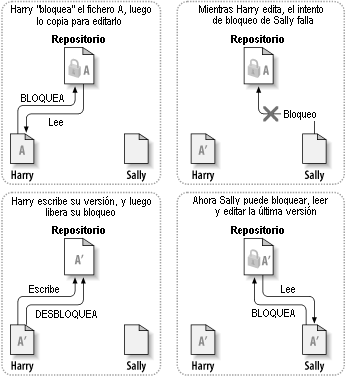 Harry "bloquea" el fichero A, luego
lo copia para editarlo
Repositorio
A
BLOQUEA
Lee
A
Harry
Sally
Mientras Harry edita, el intento
de bloqueo de Sally falla
Repositorio
A
Bloqueo
A'
Harry
Sally
Harry escribe su versión, y luego
libera su bloqueo
Repositorio
A'
Escribe
DESBLOQUEA
A'
Harry
Sally
Ahora Sally puede bloquear, leer
y editar la última versión
Repositorio
A'
Lee
BLOQUEA
A'
A'
Harry
Sally